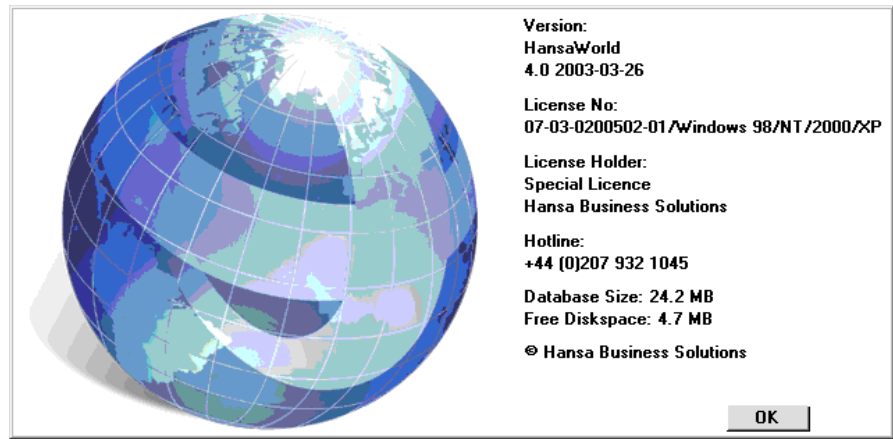 Version:
HansaWorld
4.0 2003-03-26
License No:
07-03-0200502-01/Windows 98/NT/2000/XP
License Holder:
Special Licence
Hansa Business Solutions
Hotline:
+44 (0)207 932 1045
Database Size: 24.2 MB
Free Diskspace: 4.7 MB
© Hansa Business Solutions
OK